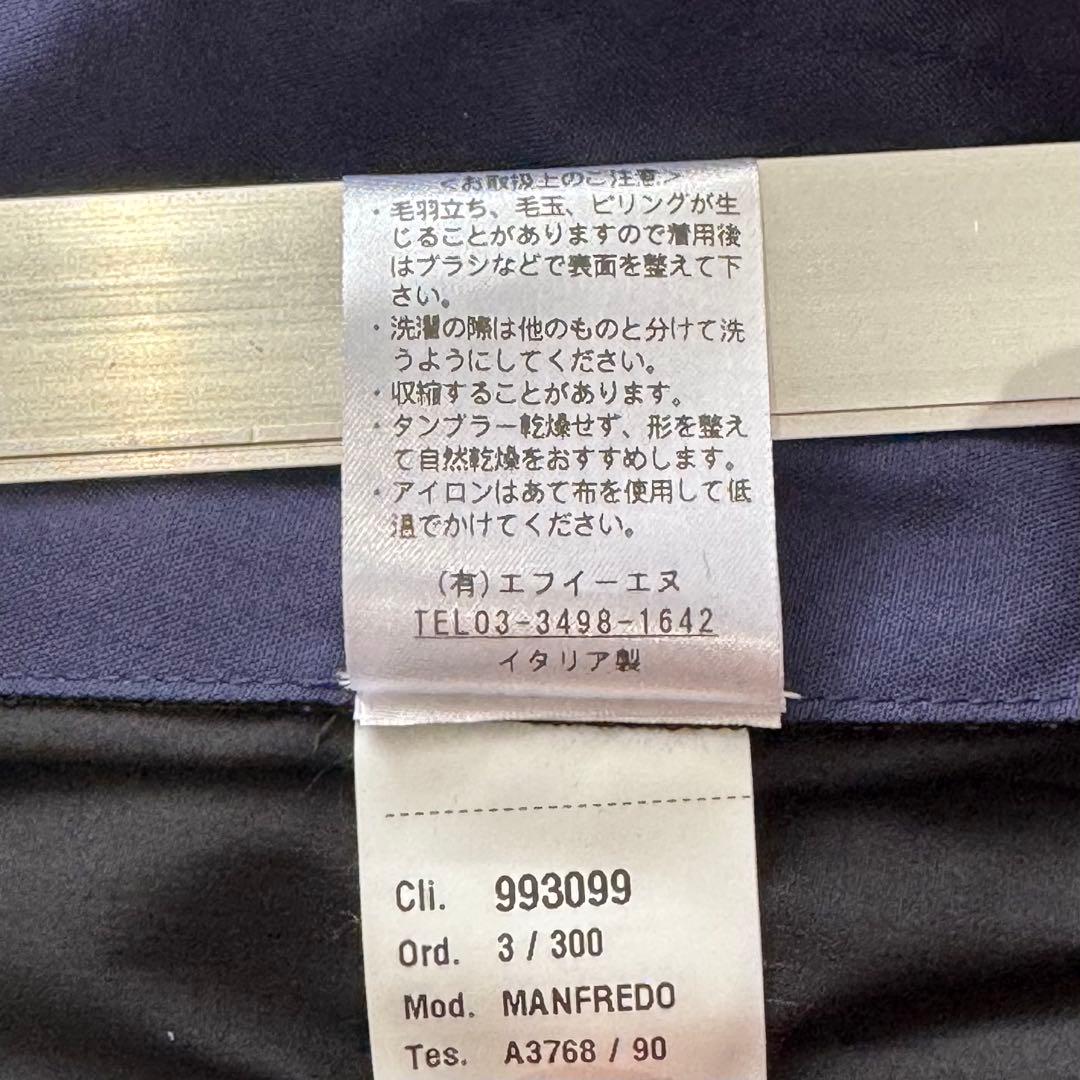 ＜お取扱上のご注意＞
・毛羽立ち、毛玉、ピリングが生
じることがありますので着用後
はブラシなどで表面を整えて下
さい。
・洗濯の際は他のものと分けて洗
うようにしてください。
・収縮することがあります。
・タンブラー乾燥せず、形を整え
て自然乾燥をおすすめします。
・アイロンはあて布を使用して低
温でかけてください。
(有)エフイーエヌ
TEL03-3498-1642
イタリア製
Cli. 993099
Ord. 3 / 300
Mod. MANFREDO
Tes. A3768 / 90